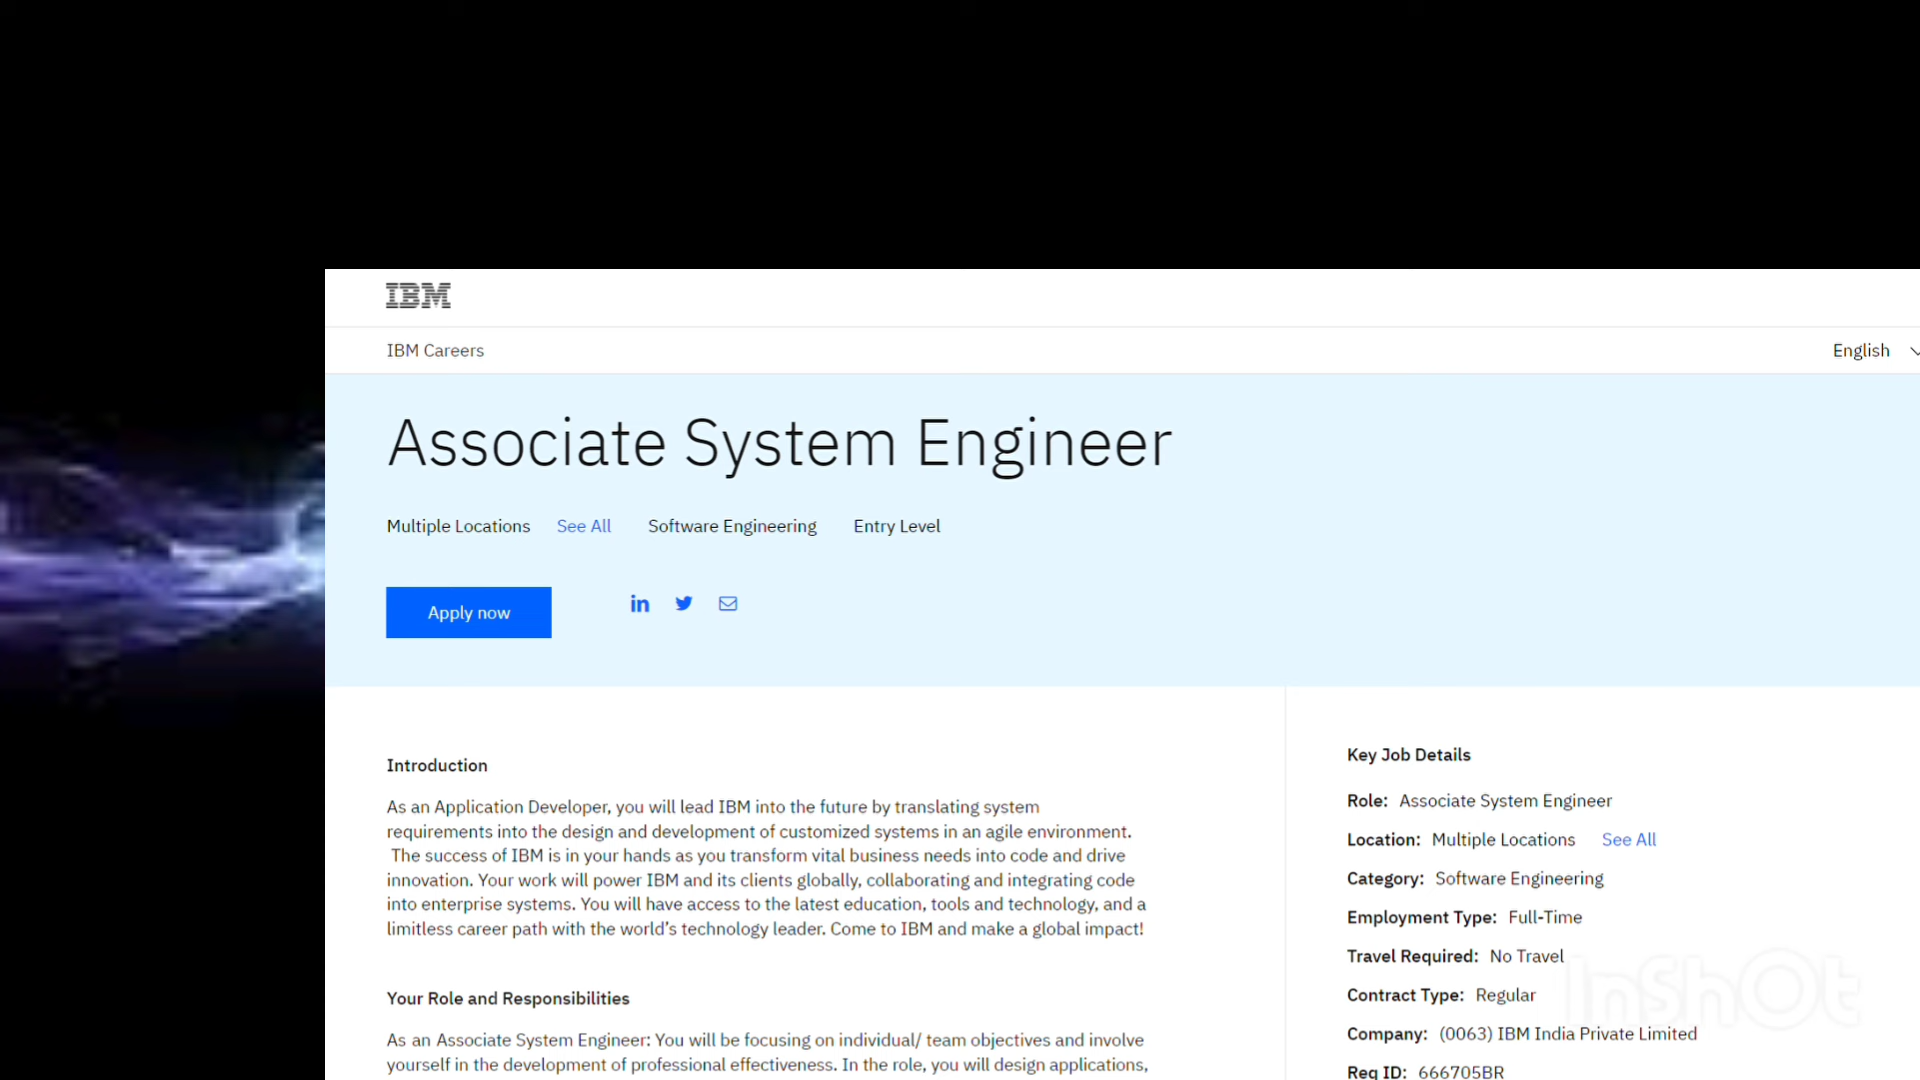 IBM
IBM Careers
English
Associate System Engineer
Multiple Locations See All Software Engineering Entry Level
Apply now
in
Introduction
As an Application Developer, you will lead IBM into the future by translating system
requirements into the design and development of customized systems in an agile environment.
The success of IBM is in your hands as you transform vital business needs into code and drive
innovation. Your work will power IBM and its clients globally, collaborating and integrating code
into enterprise systems. You will have access to the latest education, tools and technology, and a
limitless career path with the world’s technology leader. Come to IBM and make a global impact!
Your Role and Responsibilities
As an Associate System Engineer: You will be focusing on individual/ team objectives and involve
yourself in the development of professional effectiveness. In the role, you will design applications,
Key Job Details
Role: Associate System Engineer
Location: Multiple Locations See All
Category: Software Engineering
Employment Type: Full-Time
Travel Required: No Travel
Contract Type: Regular
Company: (0063) IBM India Private Limited
Req ID: 666705BR
InShOt